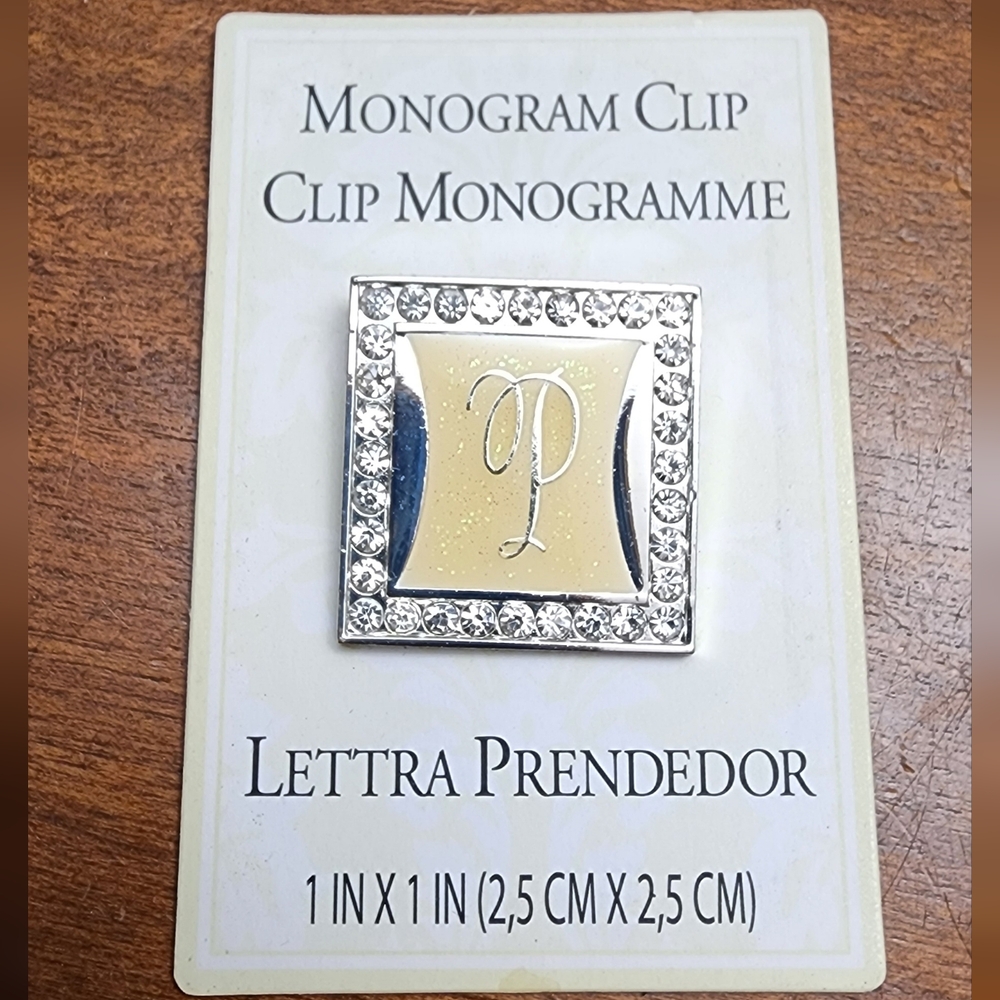 MONOGRAM CLIP
CLIP MONOGRAMME
P
LETTRA PRENDEDOR
1 IN X 1 IN (2,5 CM X 2,5 CM)